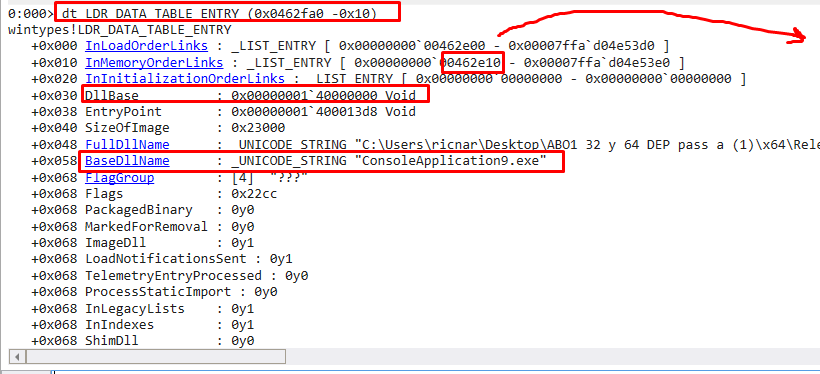 0:000> dt LDR_DATA_TABLE_ENTRY (0x0462fa0 -0x10)
wintypes!LDR_DATA_TABLE_ENTRY
+0x000 InLoadOrderLinks : _LIST_ENTRY [ 0x00000000`00462e00 - 0x00007ffa`d04e53d0 ]
+0x010 InMemoryOrderLinks : _LIST_ENTRY [ 0x00000000`00462e10 - 0x00007ffa`d04e53e0 ]
+0x020 InInitializationOrderLinks : _LIST_ENTRY [ 0x00000000`00000000 - 0x00000000`00000000 ]
+0x030 DllBase : 0x00000001`40000000 Void
+0x038 EntryPoint : 0x00000001`400013d8 Void
+0x040 SizeOfImage : 0x23000
+0x048 FullDllName : _UNICODE_STRING "C:\Users\ricnar\Desktop\ABO1 32 y 64 DEP pass a (1)\x64\Rele
+0x058 BaseDllName : _UNICODE_STRING "ConsoleApplication9.exe"
+0x068 FlagGroup : [4] "???"
+0x068 Flags : 0x22cc
+0x068 PackagedBinary : 0y0
+0x068 MarkedForRemoval : 0y0
+0x068 ImageDll : 0y1
+0x068 LoadNotificationsSent : 0y1
+0x068 TelemetryEntryProcessed : 0y0
+0x068 ProcessStaticImport : 0y0
+0x068 InLegacyLists : 0y1
+0x068 InIndexes : 0y1
+0x068 ShimDll : 0y0